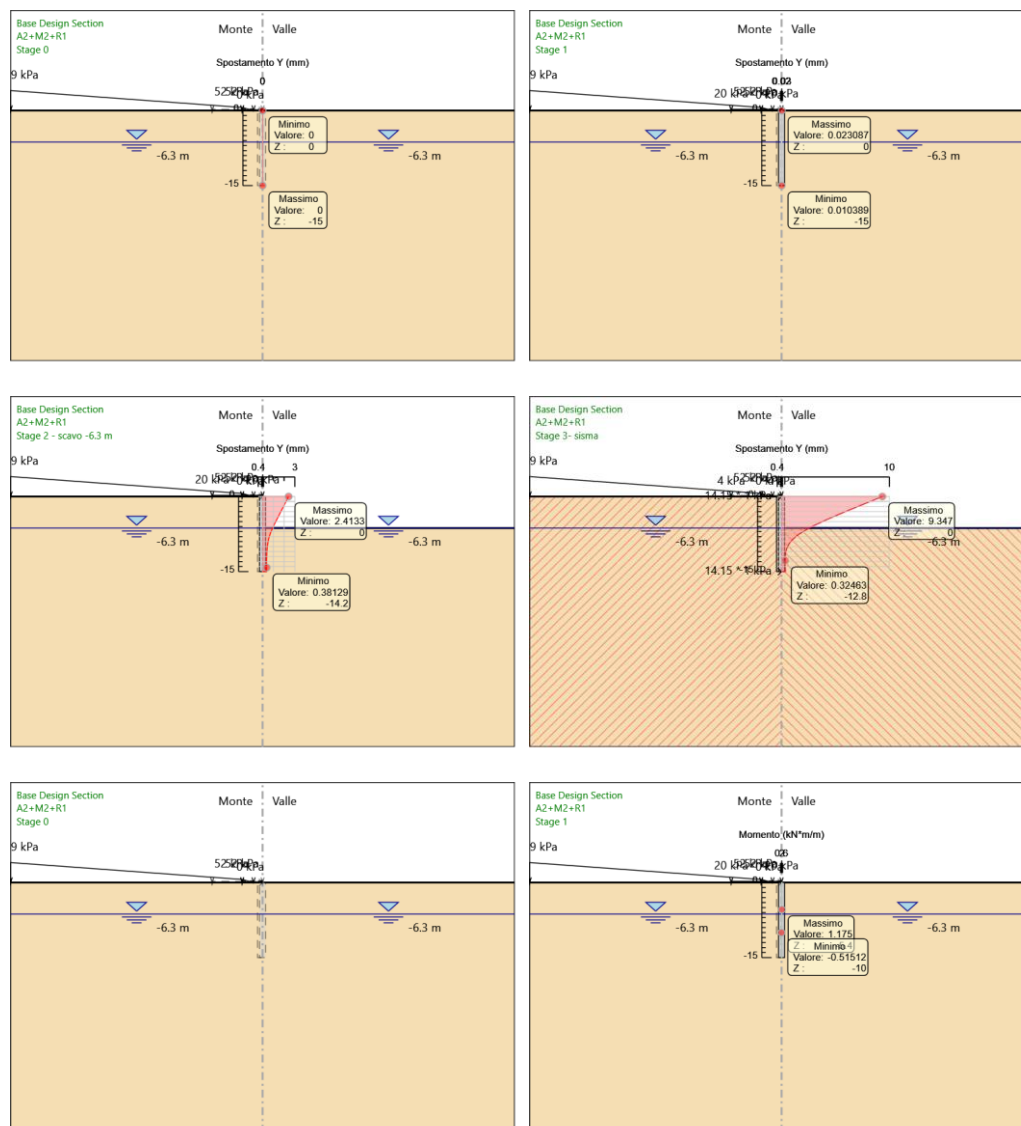 Base Design Section
A2+M2+R1
Stage 0
Monte Valle
Spostamento Y (mm)
0
9 kPa
-6.3 m
-6.3 m
-15
Minimo
Valore: 0
Z : 0
Massimo
Valore: 0
Z : -15
Base Design Section
A2+M2+R1
Stage 1
Monte Valle
Spostamento Y (mm)
9 kPa
20 kPa
-6.3 m
-6.3 m
-15
Massimo
Valore: 0.023087
Z : 0
Minimo
Valore: 0.010389
Z : -15
Base Design Section
A2+M2+R1
Stage 2 - scavo -6.3 m
Monte Valle
Spostamento Y (mm)
0.4 3
9 kPa
-6.3 m
-6.3 m
-15
Massimo
Valore: 2.4133
Z : 0
Minimo
Valore: 0.38129
Z : -14.2
Base Design Section
A2+M2+R1
Stage 3- sisma
Monte Valle
Spostamento Y (mm)
0.4 10
9 kPa
4 kPa
-6.3 m
-6.3 m
Massimo
Valore: 9.347
Z : 0
Minimo
Valore: 0.32463
Z : -12.8
Base Design Section
A2+M2+R1
Stage 0
Monte Valle
9 kPa
-6.3 m
-6.3 m
-15
Base Design Section
A2+M2+R1
Stage 1
Monte Valle
Momento (kN*m/m)
9 kPa
20 kPa
-6.3 m
-6.3 m
-15
Massimo
Valore: 1.175
Minimo
Valore: -0.51512
Z : -10